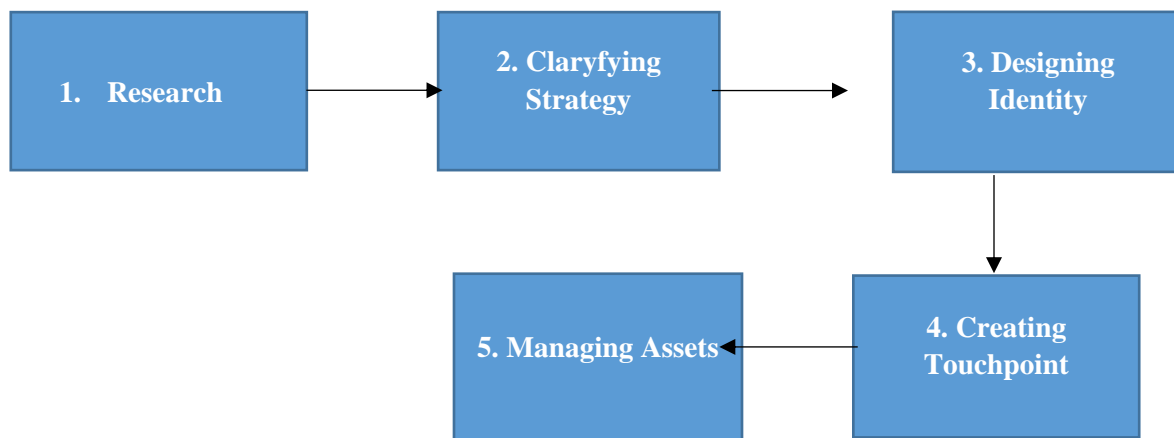 1. Research
2. Claryfying
Strategy
3. Designing
Identity
4. Creating
Touchpoint
5. Managing Assets